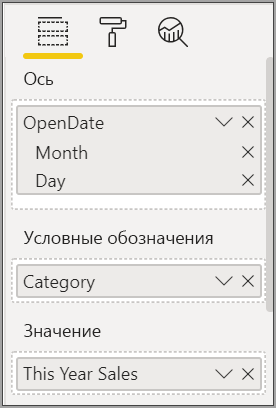 Ось
OpenDate
Month
Day
Условные обозначения
Category
Значение
This Year Sales